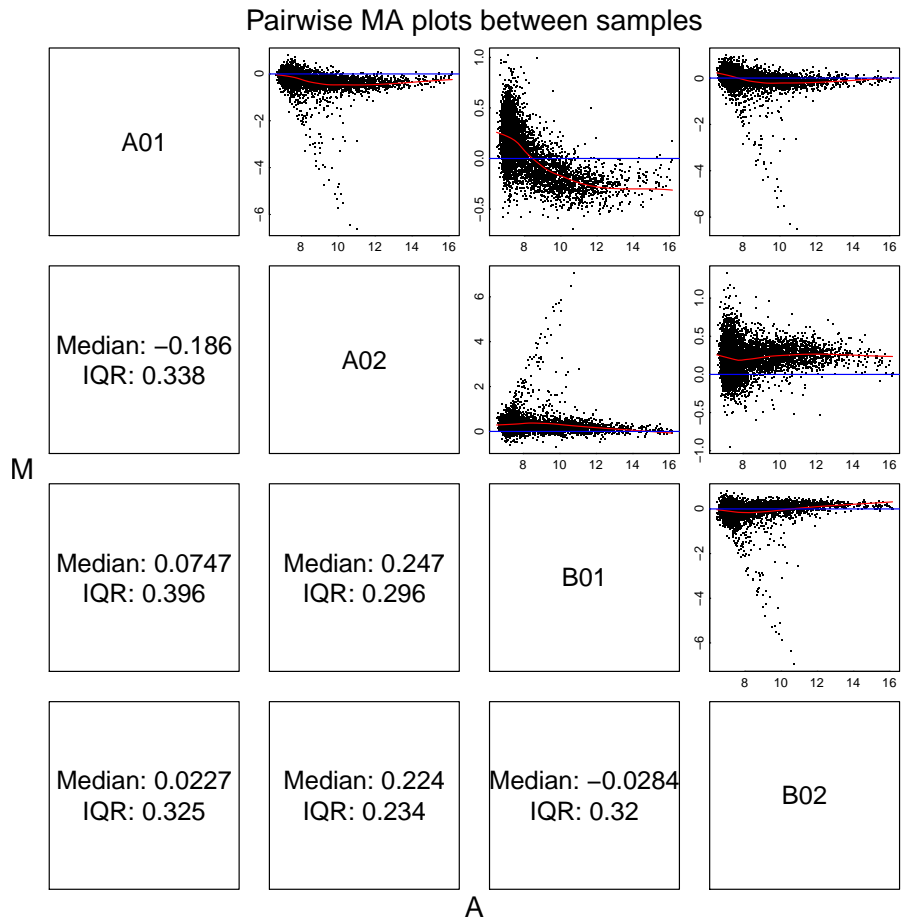 Pairwise MA plots between samples
A01
0
−2
−4
−6
8 10 12 14 16
1.0
0.5
0.0
−0.5
8 10 12 14 16
0
−2
−4
−6
8 10 12 14 16
Median: −0.186
IQR: 0.338
A02
6
4
2
0
8 10 12 14 16
1.0
0.5
0.0
−0.5
−1.0
8 10 12 14 16
M
Median: 0.0747
IQR: 0.396
Median: 0.247
IQR: 0.296
B01
0
−2
−4
−6
8 10 12 14 16
Median: 0.0227
IQR: 0.325
Median: 0.224
IQR: 0.234
Median: −0.0284
IQR: 0.32
B02
A